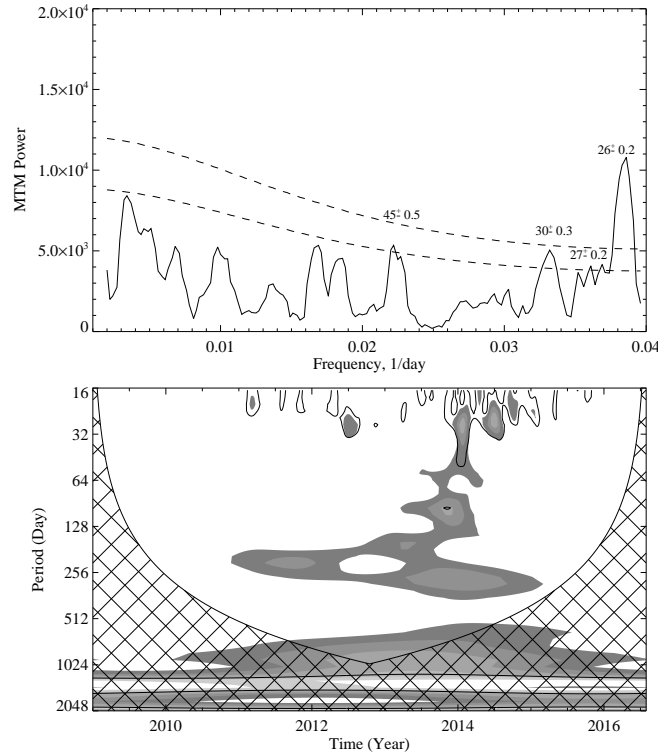 2.0×10⁴
1.5×10⁴
1.0×10⁴
5.0×10³
0
MTM Power
26± 0.2
45± 0.5
30± 0.3
27± 0.2
0.01 0.02 0.03 0.04
Frequency, 1/day
16
32
64
128
256
512
1024
2048
Period (Day)
2010 2012 2014 2016
Time (Year)